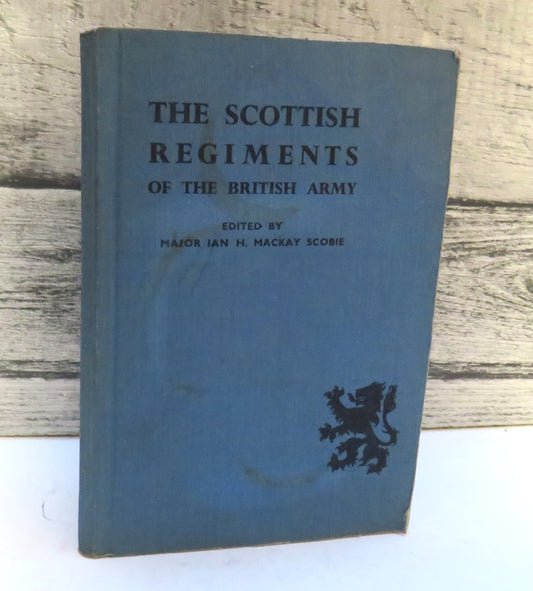 THE SCOTTISH
REGIMENTS
OF THE BRITISH ARMY
EDITED BY
MAJOR IAN H. MACKAY SCOBIE